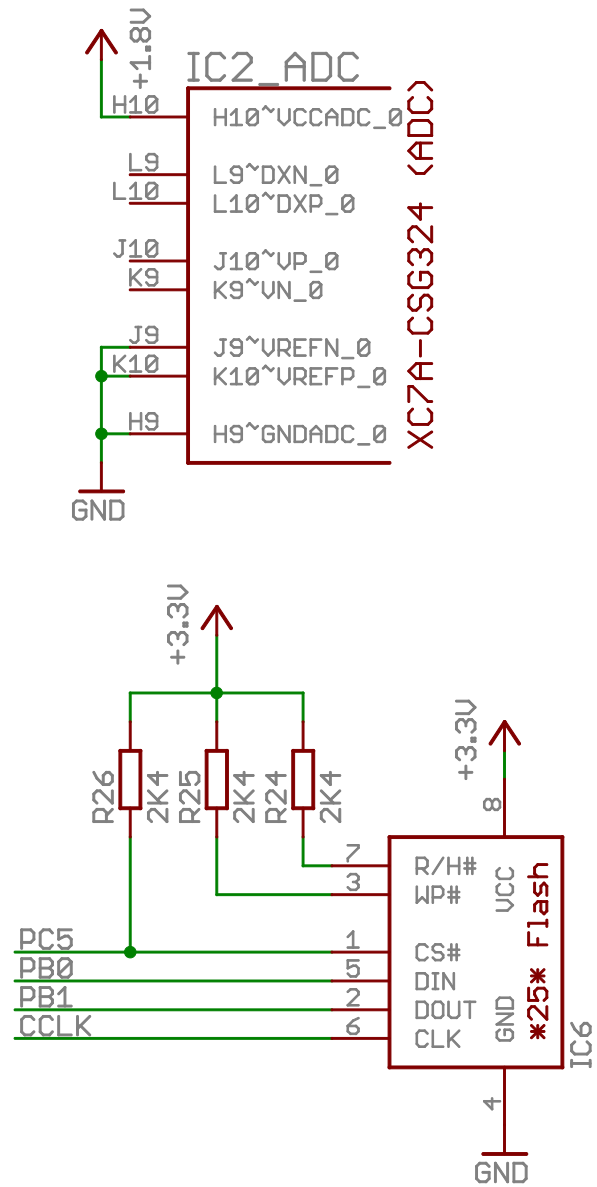 +1.8V
IC2_ADC
H10
H10~VCCADC_0
L9
L9~DXN_0
L10
L10~DXP_0
J10
J10~VP_0
K9
K9~VN_0
J9
J9~VREFN_0
K10
K10~VREFP_0
H9
H9~GNDADC_0
XC7A-CSG324 (ADC)
GND
+3.3V
R26
2K4
R25
2K4
R24
2K4
+3.3V
8
7
R/H#
3
WP#
VCC
PC5
1
CS#
PB0
5
DIN
PB1
2
DOUT
CCLK
6
CLK
GND
*25* Flash
IC6
4
GND